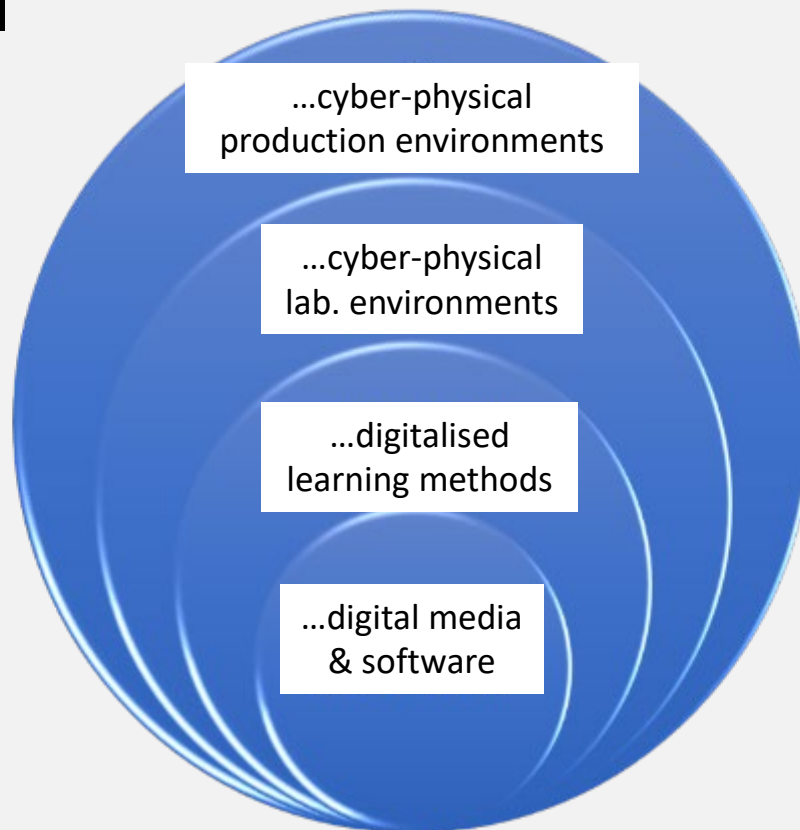 ...cyber-physical
production environments
...cyber-physical
lab. environments
...digitalised
learning methods
...digital media
& software